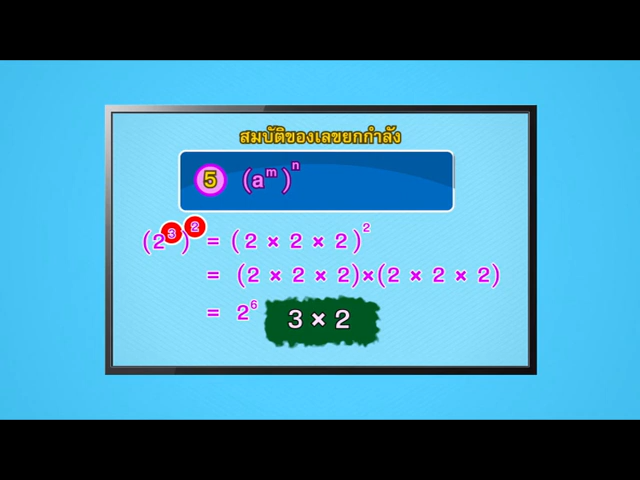 สมบัติของเลขยกกำลัง
5 (aᵐ)ⁿ
(2³)² = (2 × 2 × 2)²
= (2 × 2 × 2)×(2 × 2 × 2)
= 2⁶ 3 × 2